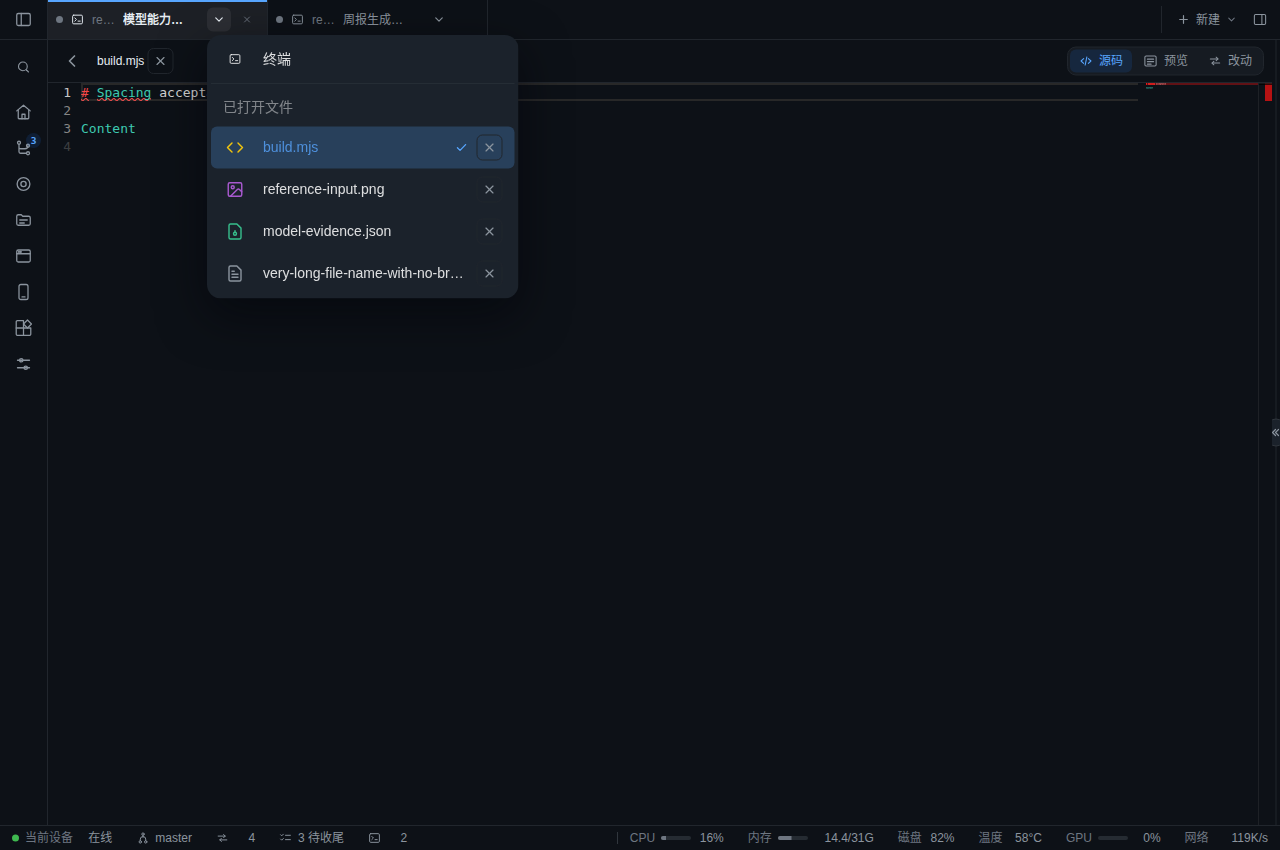 re… 模型能力…
re… 周报生成…
新建
build.mjs
源码 预览 改动
终端
已打开文件
build.mjs
reference-input.png
model-evidence.json
very-long-file-name-with-no-br…
1 # Spacing accept
2
3 Content
4
3
当前设备 在线 master 4 3 待收尾 2 CPU 16% 内存 14.4/31G 磁盘 82% 温度 58°C GPU 0% 网络 119K/s